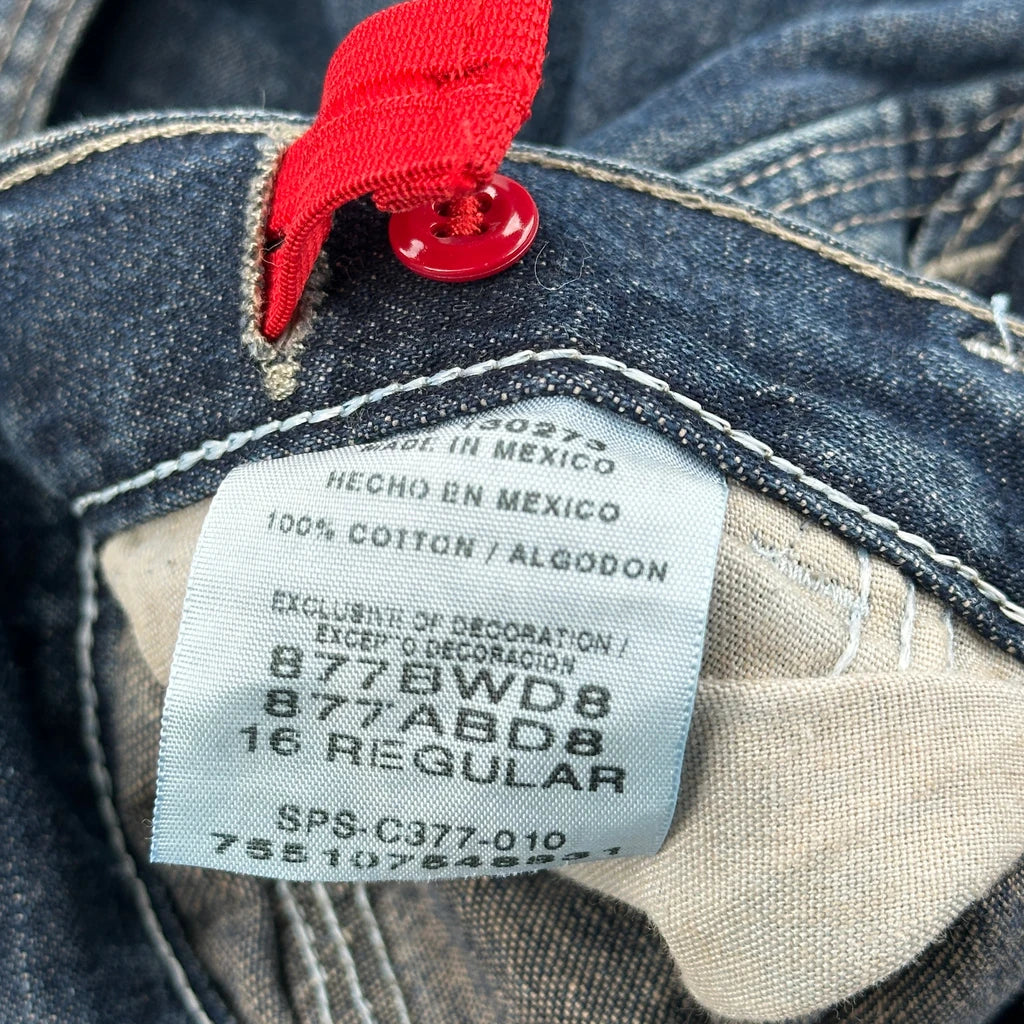 MADE IN MEXICO
HECHO EN MEXICO
100% COTTON / ALGODON
EXCLUSIVE OF DECORATION /
EXCEPTO DECORACION
877BWD8
877ABD8
16 REGULAR
SPS-C377-010